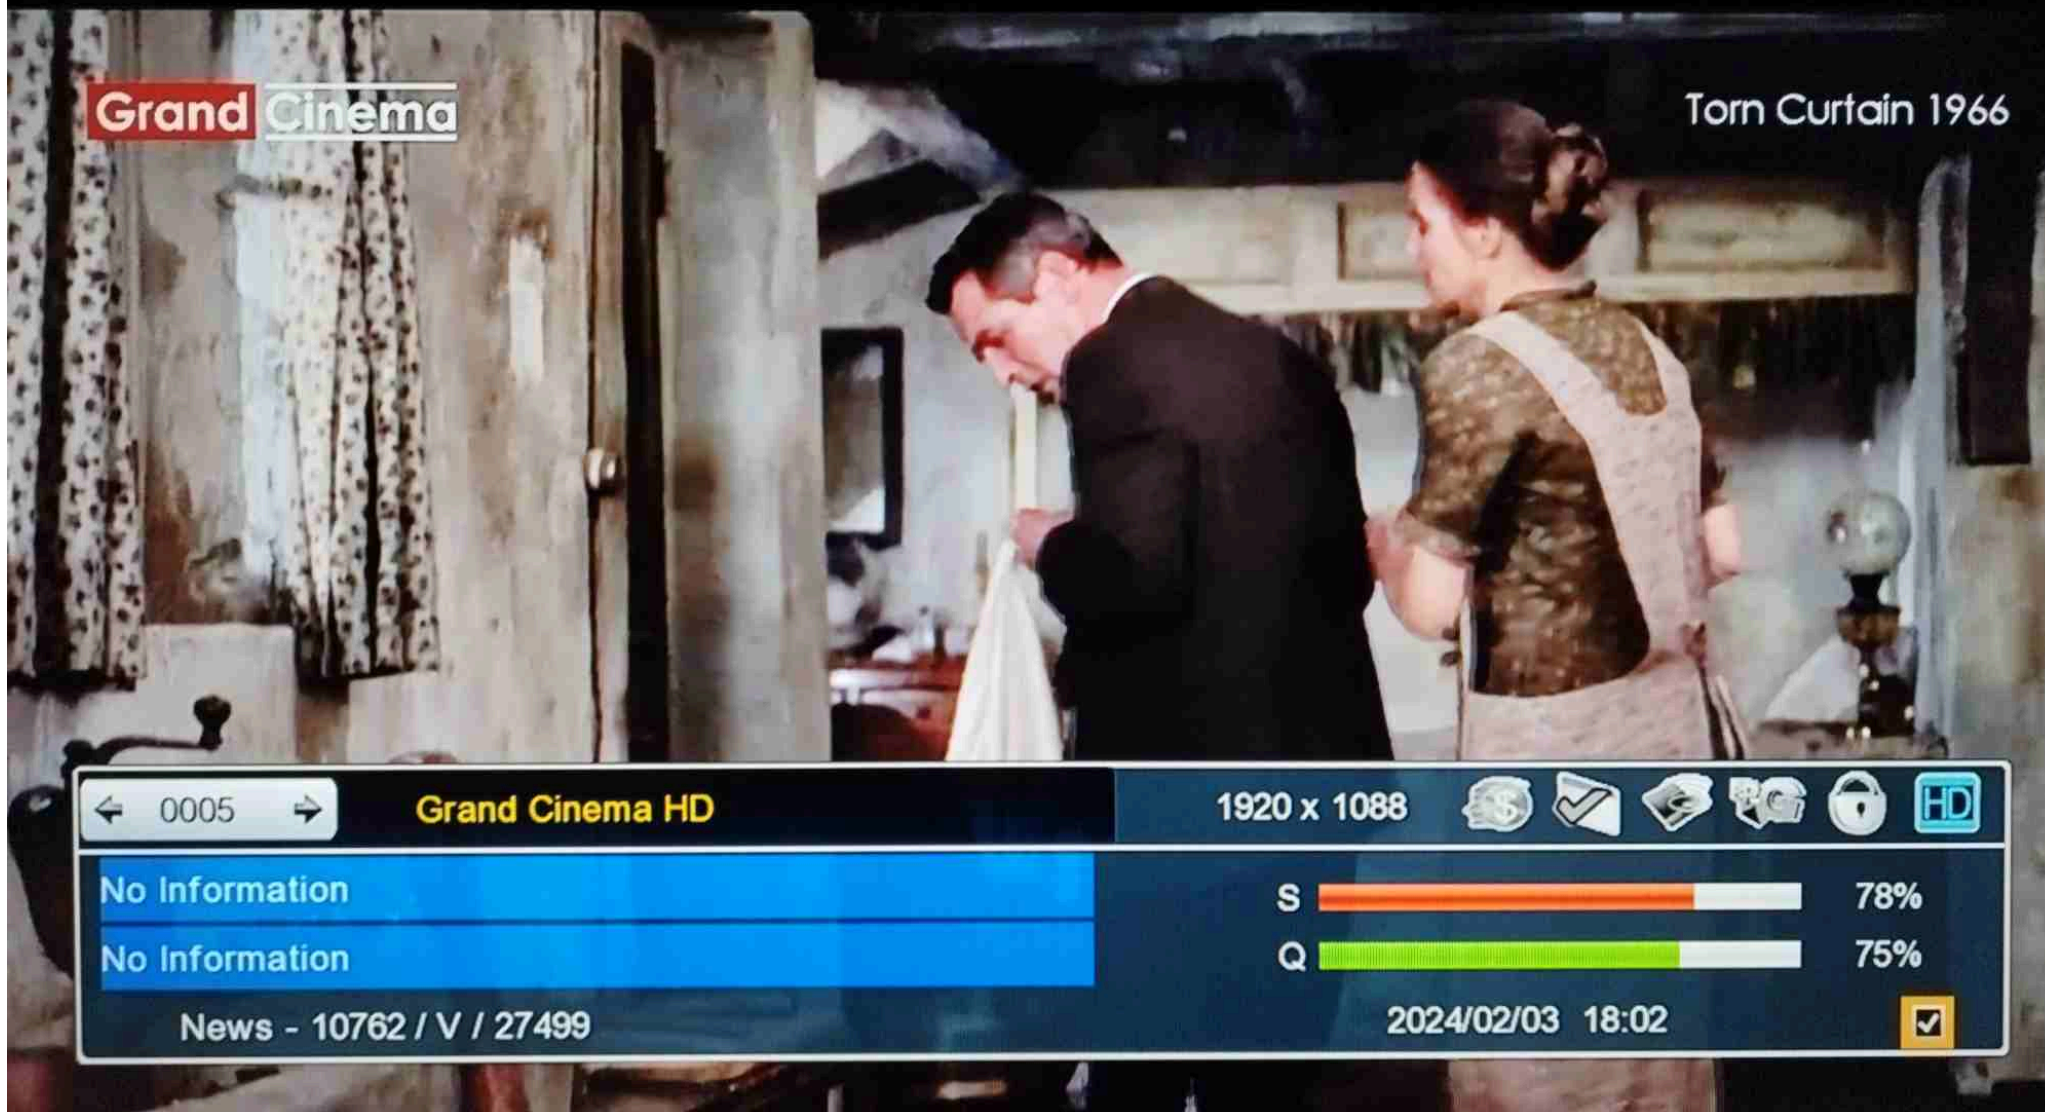 Grand Cinema
Torn Curtain 1966
0005
Grand Cinema HD
1920 x 1088
$
HD
No Information
S
78%
No Information
Q
75%
News - 10762 / V / 27499
2024/02/03 18:02